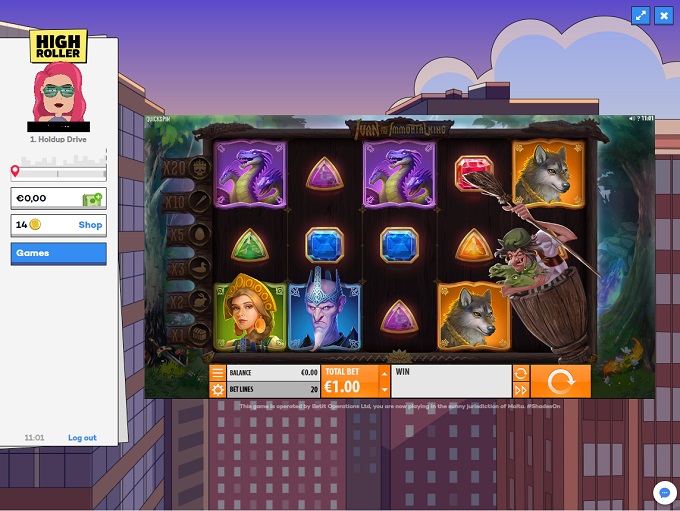 HIGH
ROLLER
1. Holdup Drive
€0,00
14
Shop
Games
11:01
Log out
QUICKSPIN
IVAN AND THE IMMORTAL KING
? 11:01
X20
X10
X5
X3
X2
X1
BALANCE
€0.00
BET LINES
20
TOTAL BET
€1.00
WIN
This game is operated by Betit Operations Ltd, you are now playing in the sunny jurisdiction of Malta. #ShadesOn